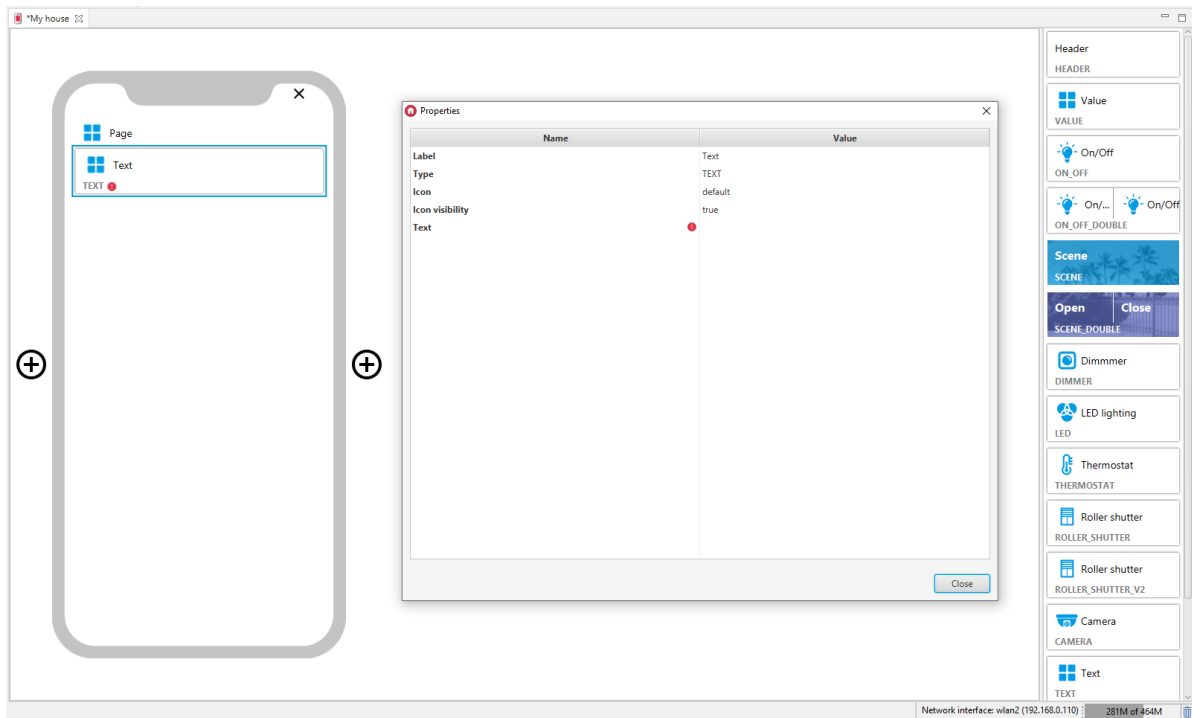 *My house
Page
Text
TEXT
Properties
Name Value
Label Text
Type TEXT
Icon default
Icon visibility true
Text
Close
Header
HEADER
Value
VALUE
On/Off
ON_OFF
On/... On/Off
ON_OFF_DOUBLE
Scene
SCENE
Open Close
SCENE_DOUBLE
Dimmmer
DIMMER
LED lighting
LED
Thermostat
THERMOSTAT
Roller shutter
ROLLER_SHUTTER
Roller shutter
ROLLER_SHUTTER_V2
Camera
CAMERA
Text
TEXT
Network interface: wlan2 (192.168.0.110) 281M of 464M